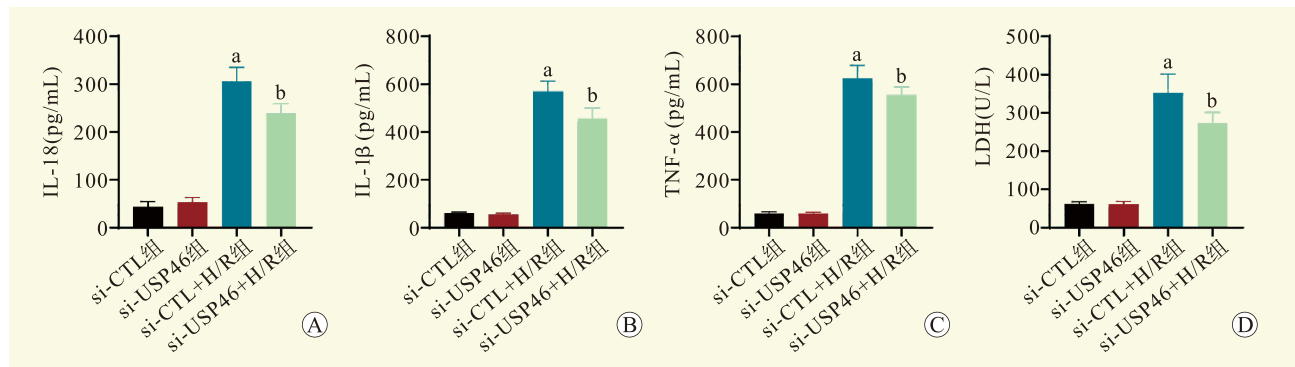 400
300
200
100
0
IL-18(pg/mL)
a
b
si-CTL组
si-USP46组
si-CTL+H/R组
si-USP46+H/R组
A
800
600
400
200
0
IL-1β(pg/mL)
a
b
si-CTL组
si-USP46组
si-CTL+H/R组
si-USP46+H/R组
B
800
600
400
200
0
TNF-α(pg/mL)
a
b
si-CTL组
si-USP46组
si-CTL+H/R组
si-USP46+H/R组
C
500
400
300
200
100
0
LDH(U/L)
a
b
si-CTL组
si-USP46组
si-CTL+H/R组
si-USP46+H/R组
D